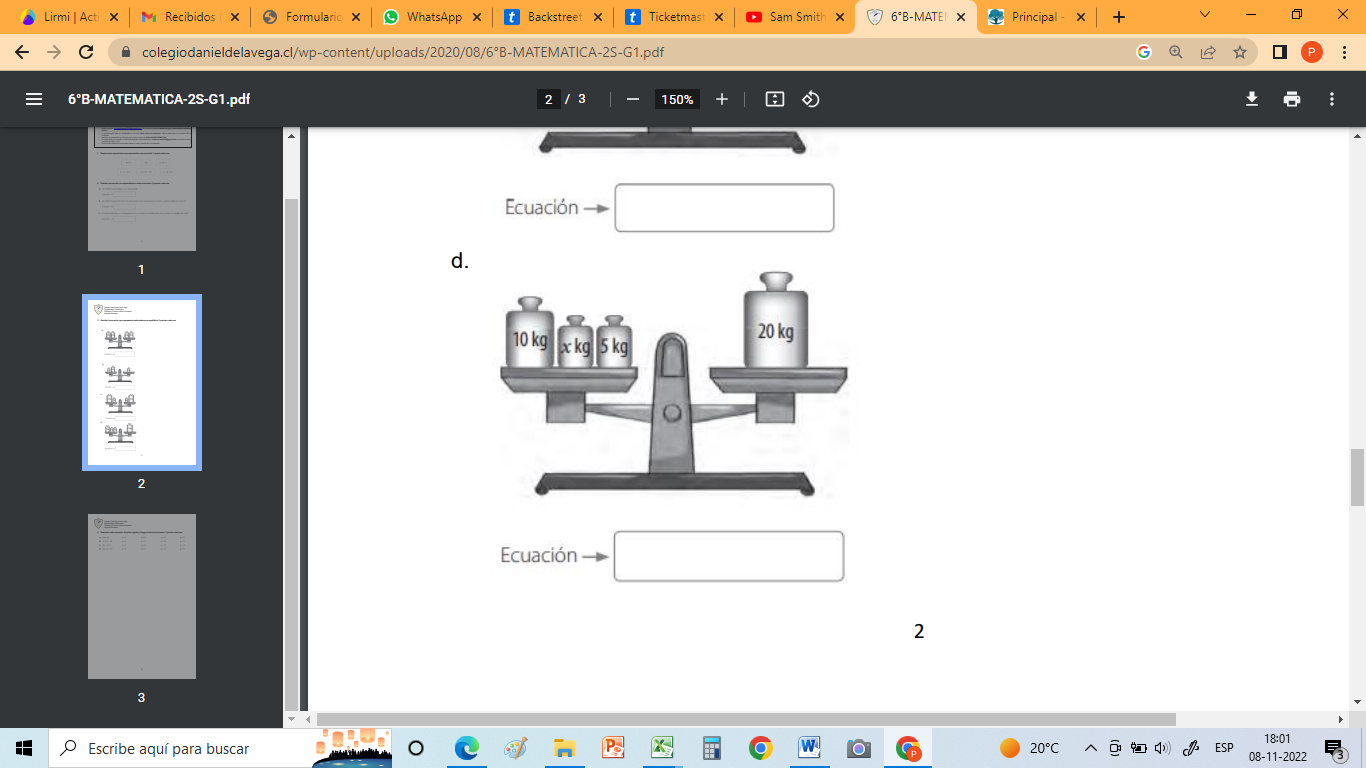 Lirmi | Acti
Recibidos
Formulario
WhatsApp
Backstreet
Ticketmast
Sam Smith
6°B-MATEM
Principal -
colegiodanieldelavega.cl/wp-content/uploads/2020/08/6°B-MATEMATICA-2S-G1.pdf
P
6°B-MATEMATICA-2S-G1.pdf
2 / 3
150%
Ecuación
d.
10 kg x kg 5 kg
20 kg
Ecuación
2
1
2
3
Escribe aquí para buscar
20°C
ESP
18:01
08-11-2022
3